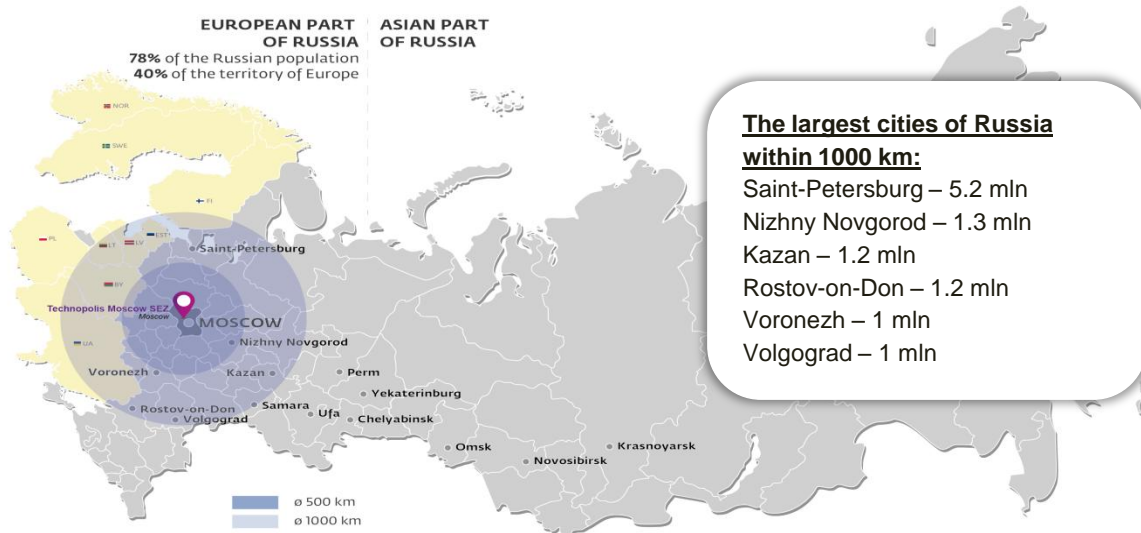 EUROPEAN PART
OF RUSSIA
78% of the Russian population
40% of the territory of Europe
ASIAN PART
OF RUSSIA
The largest cities of Russia
within 1000 km:
Saint-Petersburg – 5.2 mln
Nizhny Novgorod – 1.3 mln
Kazan – 1.2 mln
Rostov-on-Don – 1.2 mln
Voronezh – 1 mln
Volgograd – 1 mln
NOR
SWE
FI
PL
LT
LV
EST
BY
UA
Saint-Petersburg
Technopolis Moscow SEZ
Moscow
MOSCOW
Nizhny Novgorod
Voronezh
Kazan
Perm
Yekaterinburg
Rostov-on-Don
Samara
Volgograd
Ufa
Chelyabinsk
Omsk
Novosibirsk
Krasnoyarsk
ø 500 km
ø 1000 km